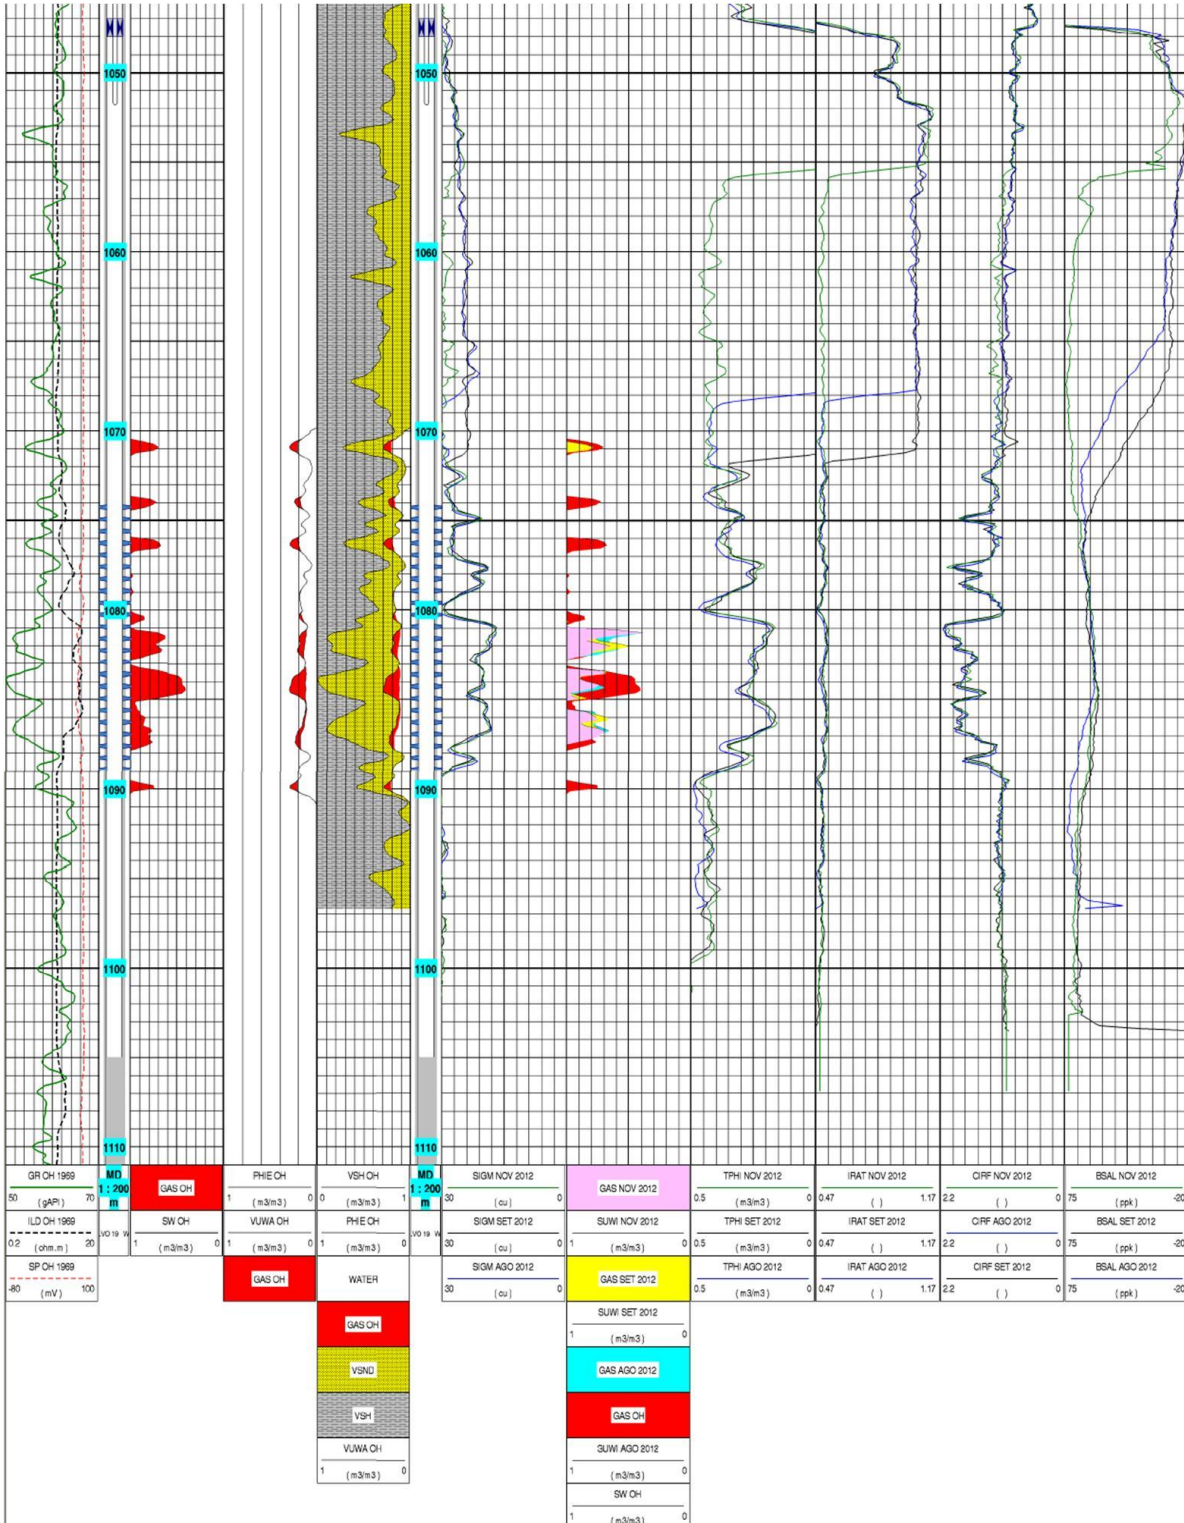 1050
1050
1060
1060
1070
1070
1080
1080
1090
1090
1100
1100
1110
1110
GR OH 1969
50 ( gAPI ) 70
ILD OH 1969
0.2 ( ohm.m ) 20
SP OH 1969
-80 ( mV ) 100
MD
1 : 200
m
GAS OH
SW OH
1 ( m3/m3 ) 0
PHIE OH
1 ( m3/m3 ) 0
VUWA OH
1 ( m3/m3 ) 0
GAS OH
VSH OH
0 ( m3/m3 ) 1
PHIE OH
1 ( m3/m3 ) 0
WATER
GAS OH
VSND
VSH
VUWA OH
1 ( m3/m3 ) 0
MD
1 : 200
m
SIGM NOV 2012
30 ( cu ) 0
SIGM SET 2012
30 ( cu ) 0
SIGM AGO 2012
30 ( cu ) 0
GAS NOV 2012
SUWI NOV 2012
1 ( m3/m3 ) 0
GAS SET 2012
SUWI SET 2012
1 ( m3/m3 ) 0
GAS AGO 2012
GAS OH
SUWI AGO 2012
1 ( m3/m3 ) 0
SW OH
1 ( m3/m3 ) 0
TPHI NOV 2012
0.5 ( m3/m3 ) 0
TPHI SET 2012
0.5 ( m3/m3 ) 0
TPHI AGO 2012
0.5 ( m3/m3 ) 0
IRAT NOV 2012
0.47 ( ) 1.17
IRAT SET 2012
0.47 ( ) 1.17
IRAT AGO 2012
0.47 ( ) 1.17
CIRF NOV 2012
2.2 ( ) 0
CIRF AGO 2012
2.2 ( ) 0
CIRF SET 2012
2.2 ( ) 0
BSAL NOV 2012
75 ( ppk ) -20
BSAL SET 2012
75 ( ppk ) -20
BSAL AGO 2012
75 ( ppk ) -20